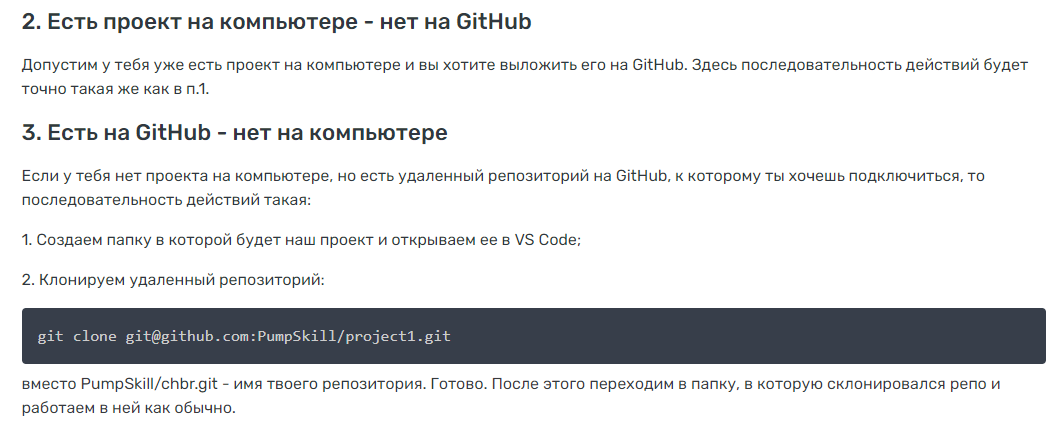 2. Есть проект на компьютере - нет на GitHub
Допустим у тебя уже есть проект на компьютере и вы хотите выложить его на GitHub. Здесь последовательность действий будет
точно такая же как в п.1.
3. Есть на GitHub - нет на компьютере
Если у тебя нет проекта на компьютере, но есть удаленный репозиторий на GitHub, к которому ты хочешь подключиться, то
последовательность действий такая:
1. Создаем папку в которой будет наш проект и открываем ее в VS Code;
2. Клонируем удаленный репозиторий:
git clone git@github.com:PumpSkill/project1.git
вместо PumpSkill/chbr.git - имя твоего репозитория. Готово. После этого переходим в папку, в которую склонировался репо и
работаем в ней как обычно.